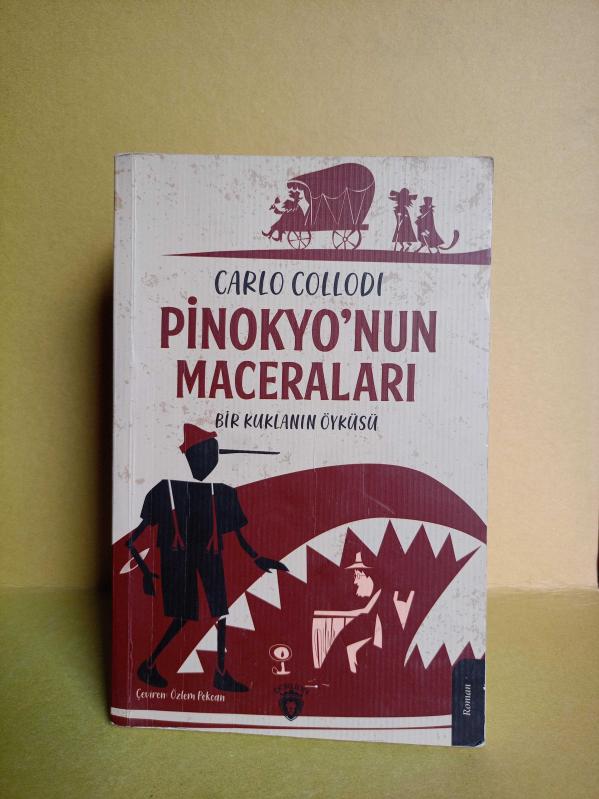 CARLO COLLODI
PİNOKYO'NUN
MACERALARI
BİR KUKLANIN ÖYKÜSÜ
Çeviren: Özlem Pekcan
Roman